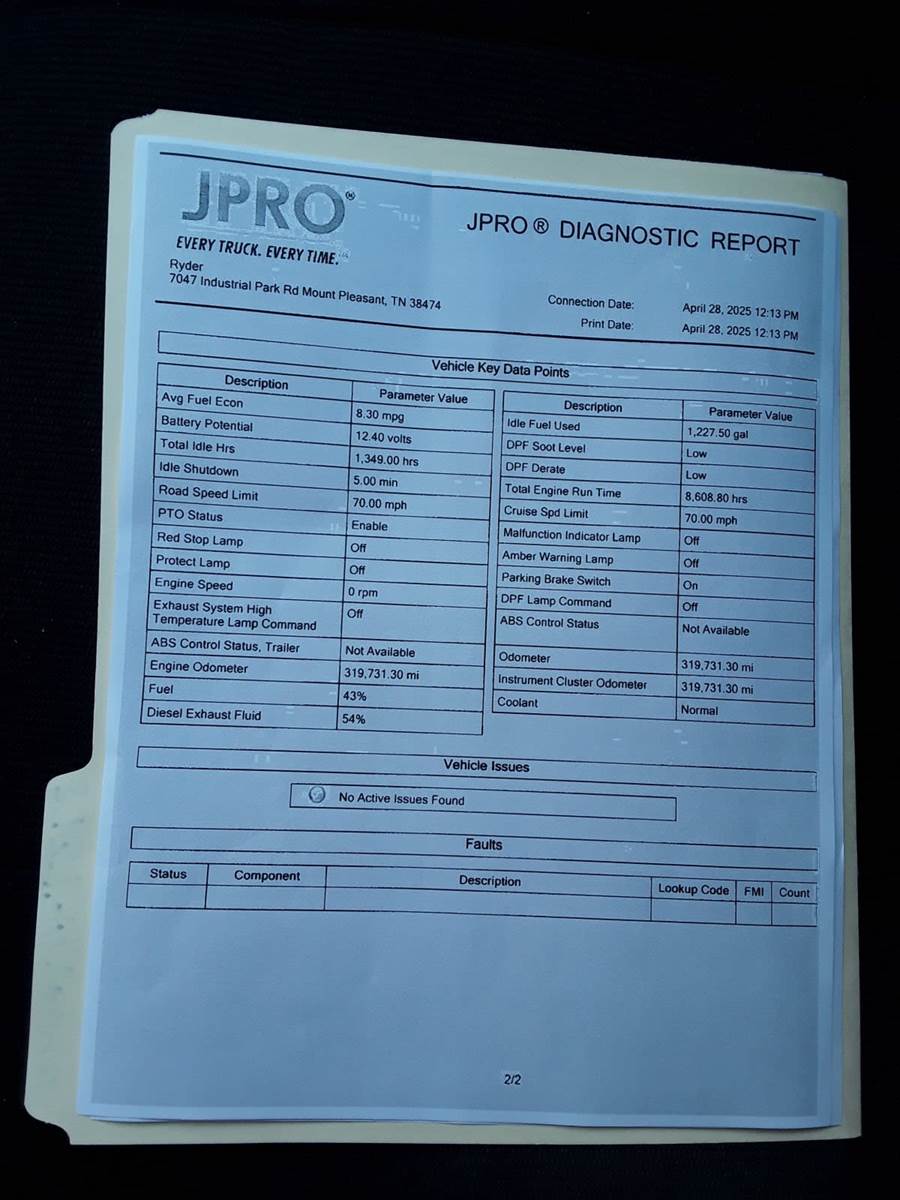 JPRO®
EVERY TRUCK. EVERY TIME.™
JPRO® DIAGNOSTIC REPORT
Ryder
7047 Industrial Park Rd Mount Pleasant, TN 38474
Connection Date: April 28, 2025 12:13 PM
Print Date: April 28, 2025 12:13 PM
Vehicle Key Data Points
Description Parameter Value
Avg Fuel Econ 8.30 mpg
Battery Potential 12.40 volts
Total Idle Hrs 1,349.00 hrs
Idle Shutdown 5.00 min
Road Speed Limit 70.00 mph
PTO Status Enable
Red Stop Lamp Off
Protect Lamp Off
Engine Speed 0 rpm
Exhaust System High Off
Temperature Lamp Command
ABS Control Status, Trailer Not Available
Engine Odometer 319,731.30 mi
Fuel 43%
Diesel Exhaust Fluid 54%
Description Parameter Value
Idle Fuel Used 1,227.50 gal
DPF Soot Level Low
DPF Derate Low
Total Engine Run Time 8,608.80 hrs
Cruise Spd Limit 70.00 mph
Malfunction Indicator Lamp Off
Amber Warning Lamp Off
Parking Brake Switch On
DPF Lamp Command Off
ABS Control Status Not Available
Odometer 319,731.30 mi
Instrument Cluster Odometer 319,731.30 mi
Coolant Normal
Vehicle Issues
No Active Issues Found
Faults
Status Component Description Lookup Code FMI Count
2/2